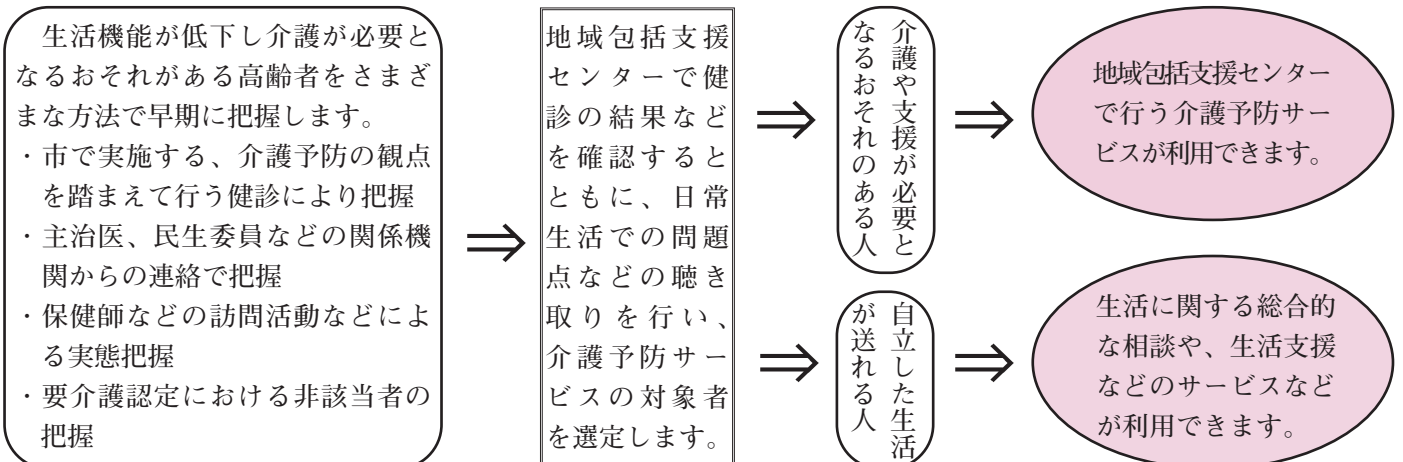 生活機能が低下し介護が必要と
なるおそれがある高齢者をさまざ
まな方法で早期に把握します。
・市で実施する、介護予防の観点
を踏まえて行う健診により把握
・主治医、民生委員などの関係機
関からの連絡で把握
・保健師などの訪問活動などによ
る実態把握
・要介護認定における非該当者の
把握
⇒
地域包括支援
センターで健
診の結果など
を確認すると
ともに、日常
生活での問題
点などの聴き
取りを行い、
介護予防サー
ビスの対象者
を選定します。
⇒
介護や支援が必要と
なるおそれのある人
⇒
地域包括支援センター
で行う介護予防サー
ビスが利用できます。
⇒
自立した生活
が送れる人
⇒
生活に関する総合的
な相談や、生活支援
などのサービスなど
が利用できます。